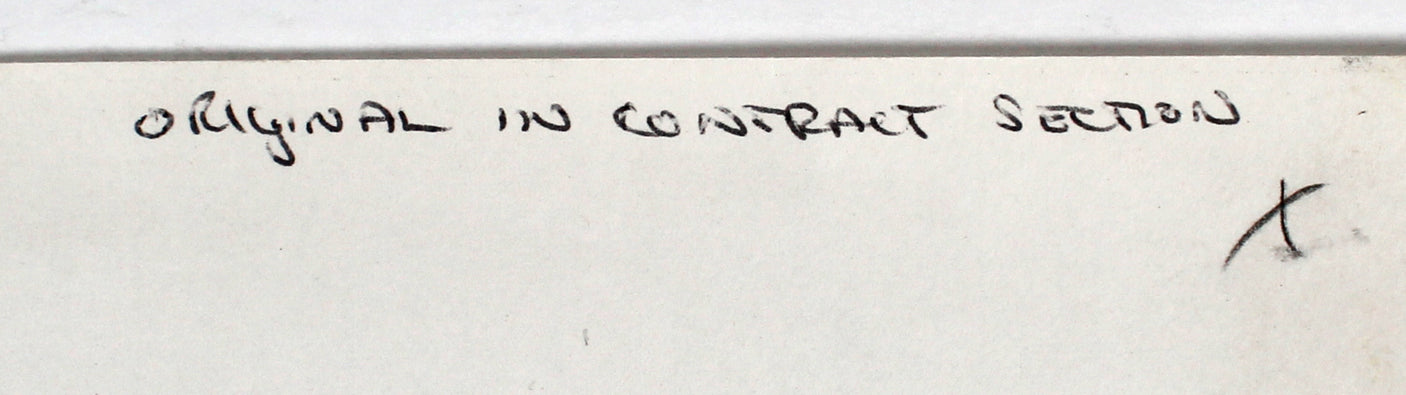 ORIGINAL IN CONTRACT SECTION
X